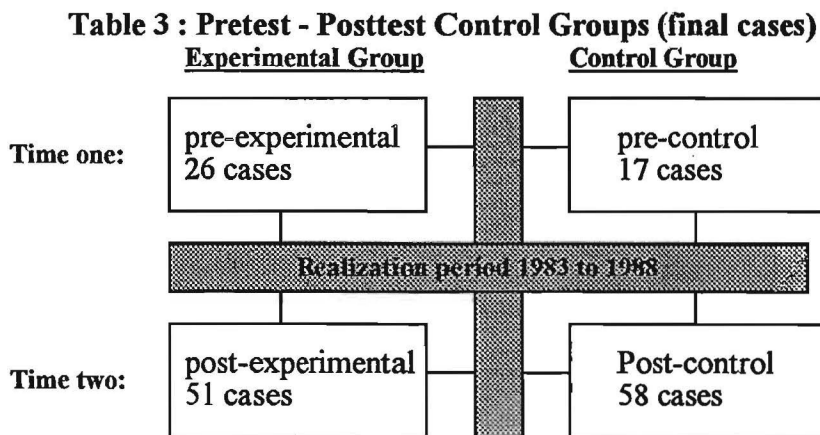 Table 3 : Pretest - Posttest Control Groups (final cases)
Experimental Group Control Group
Time one:
pre-experimental
26 cases
pre-control
17 cases
Realization period 1983 to 1988
Time two:
post-experimental
51 cases
Post-control
58 cases